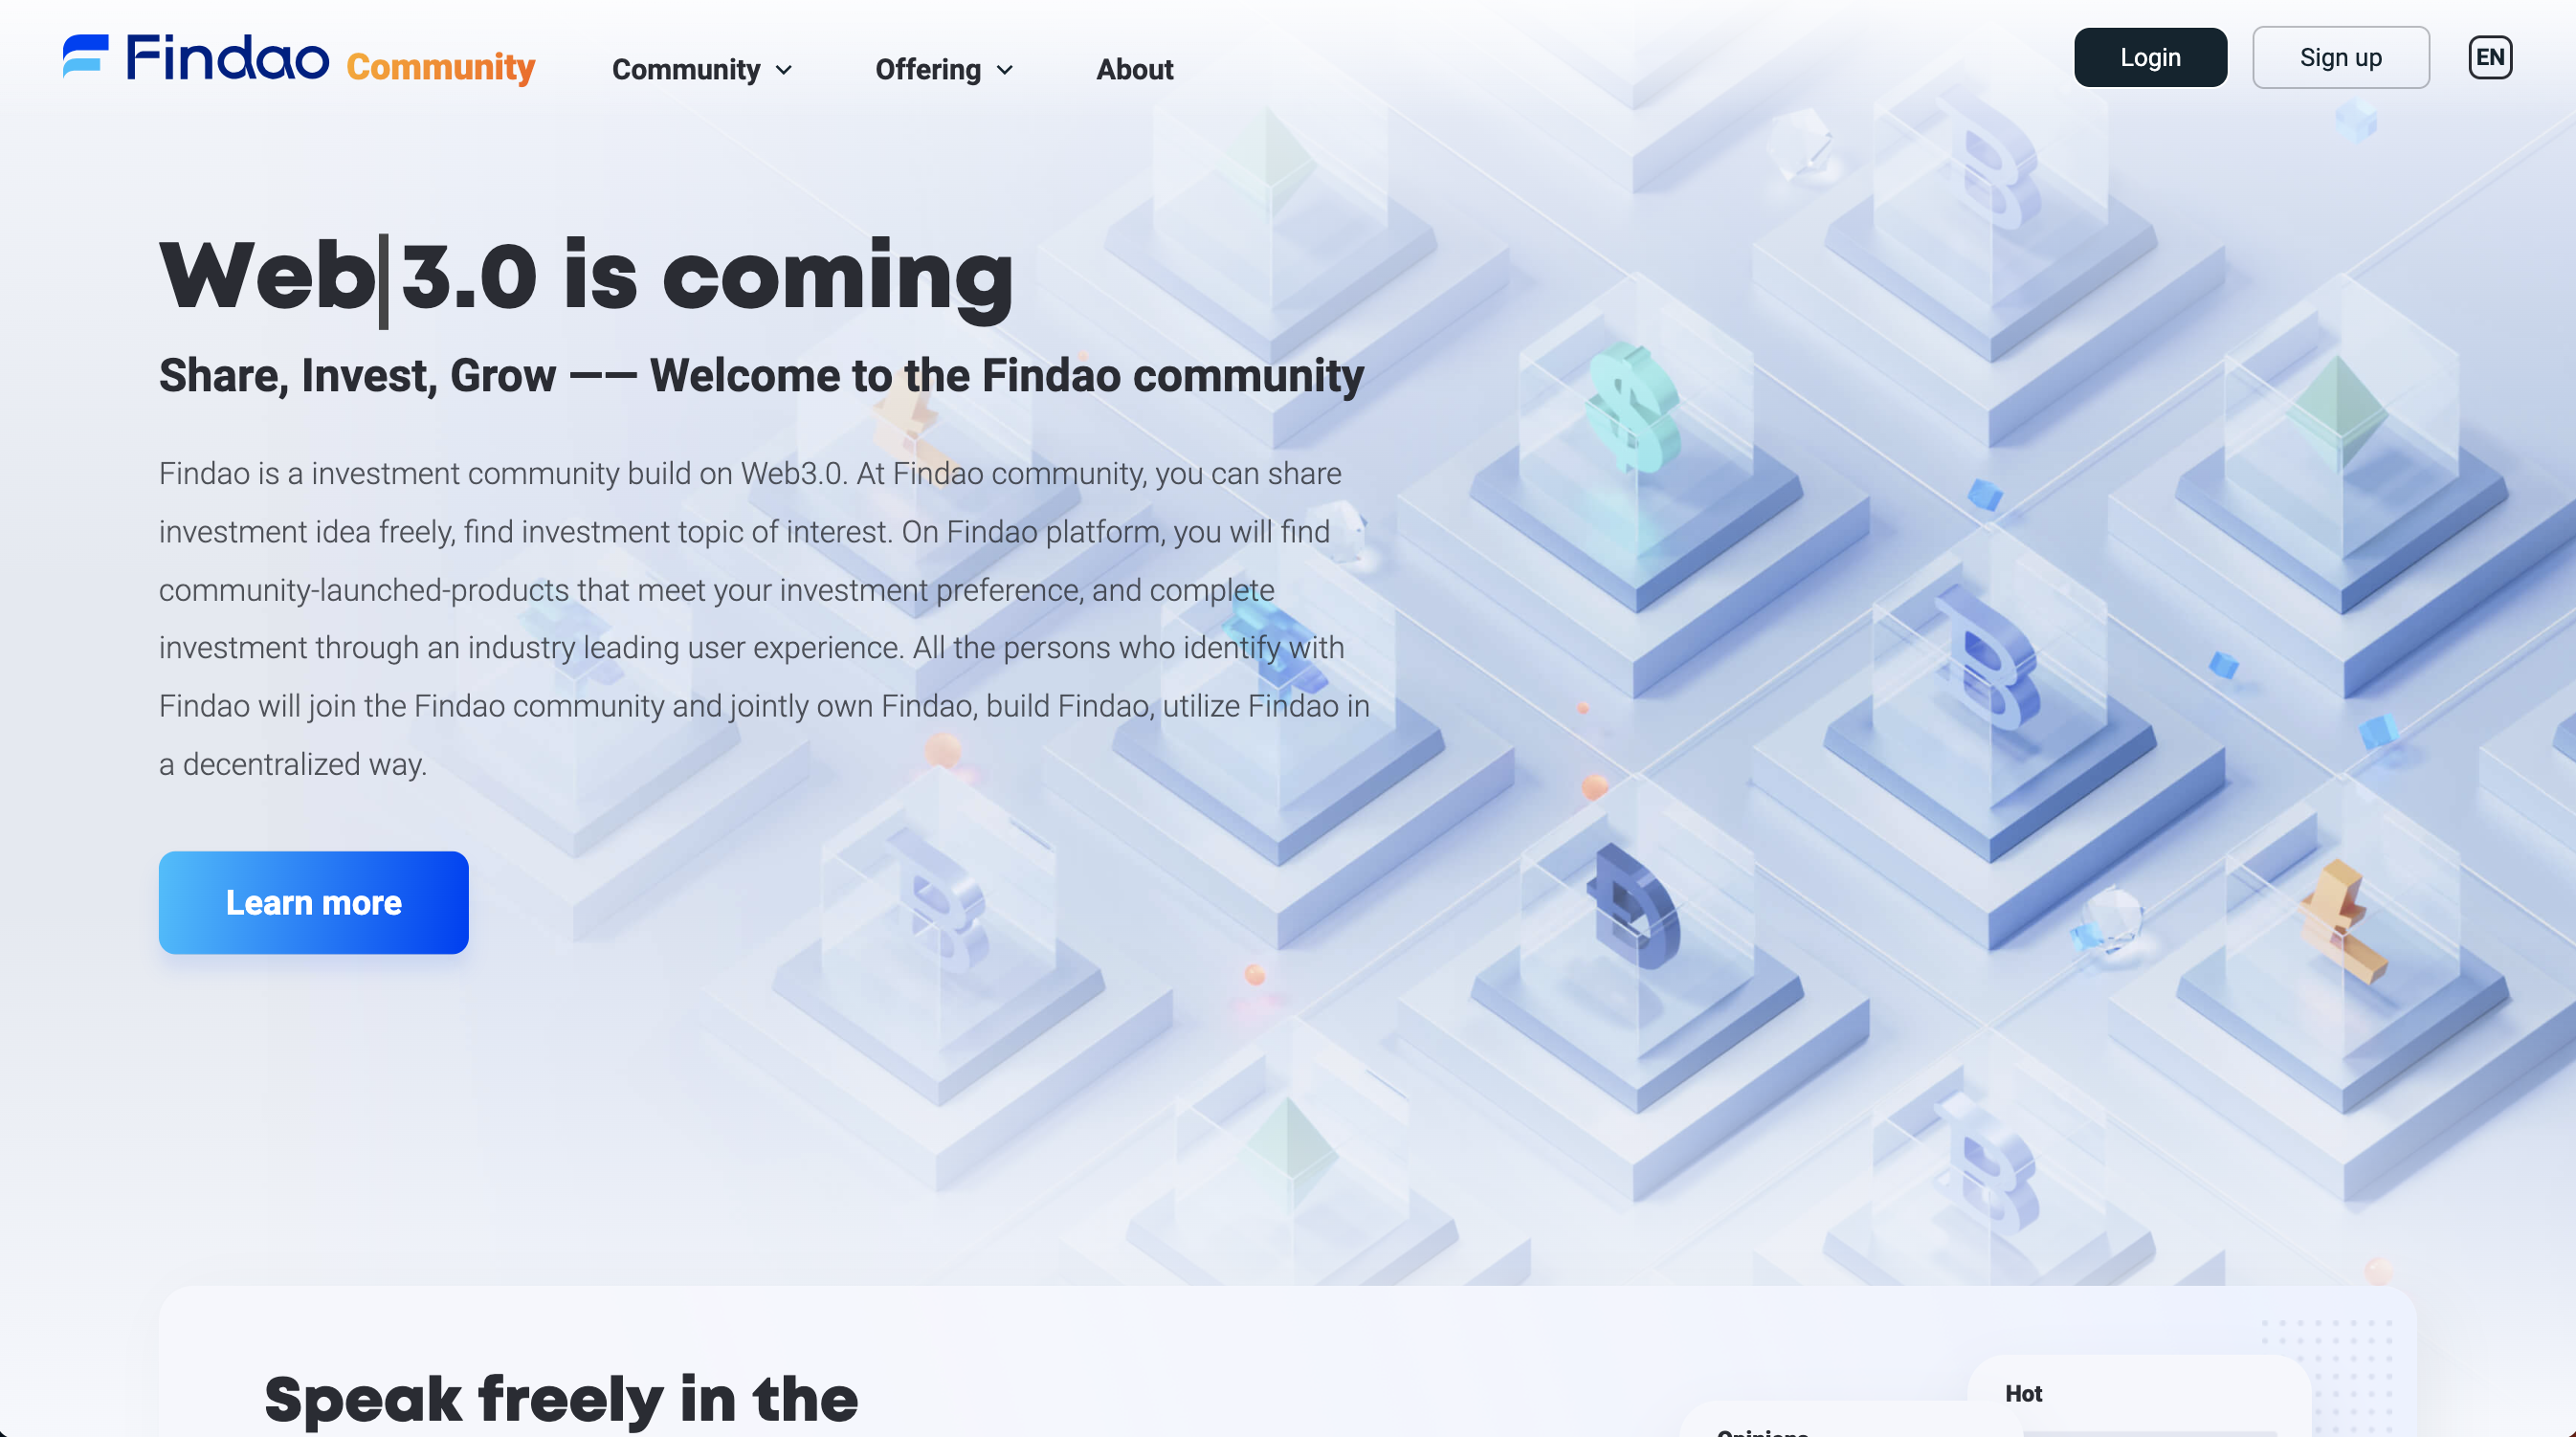 Findao Community
Community
Offering
About
Login
Sign up
EN
Web 3.0 is coming
Share, Invest, Grow —— Welcome to the Findao community
Findao is a investment community build on Web3.0. At Findao community, you can share
investment idea freely, find investment topic of interest. On Findao platform, you will find
community-launched-products that meet your investment preference, and complete
investment through an industry leading user experience. All the persons who identify with
Findao will join the Findao community and jointly own Findao, build Findao, utilize Findao in
a decentralized way.
Learn more
Speak freely in the
Hot
Opinions